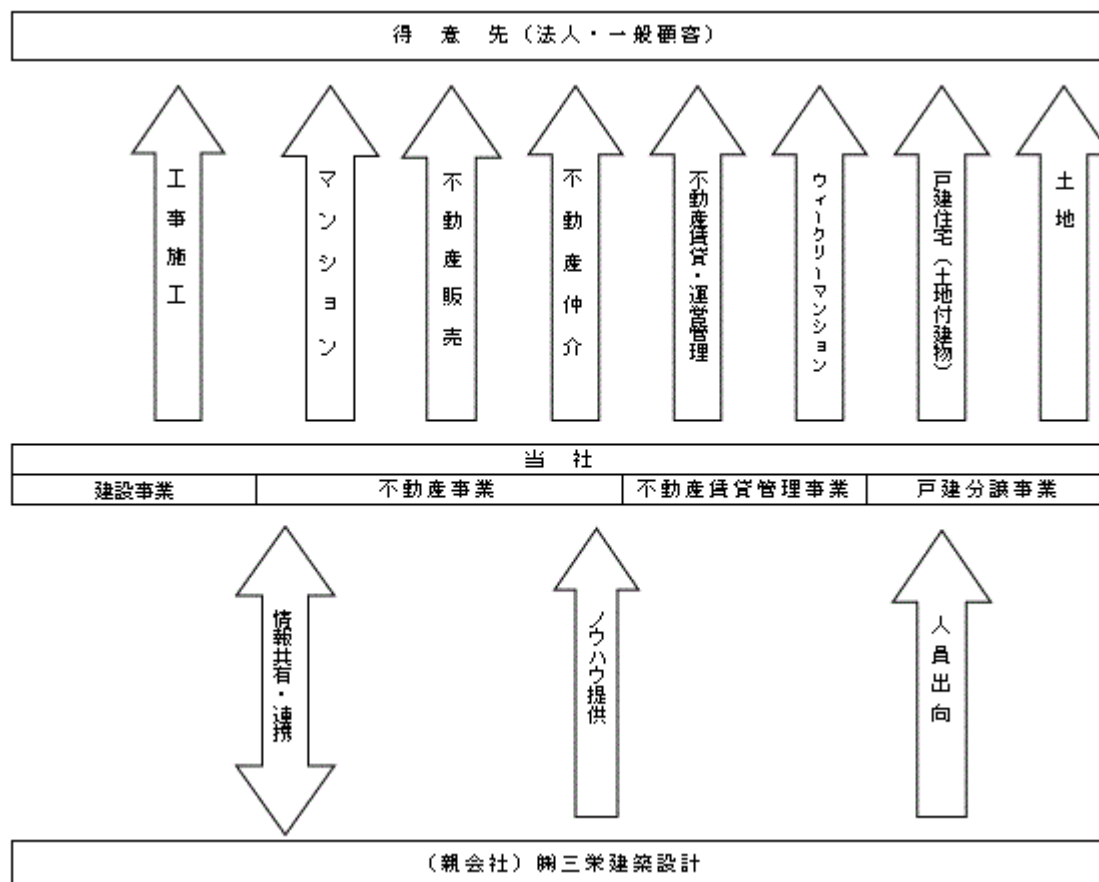 得意先（法人・一般顧客）
工事施工
マンション
不動産販売
不動産仲介
不動産賃貸・運営管理
ウィークリーマンション
戸建住宅（土地付建物）
土地
当社
建設事業
不動産事業
不動産賃貸管理事業
戸建分譲事業
情報共有・連携
ノウハウ提供
人員出向
（親会社）㈱三栄建築設計